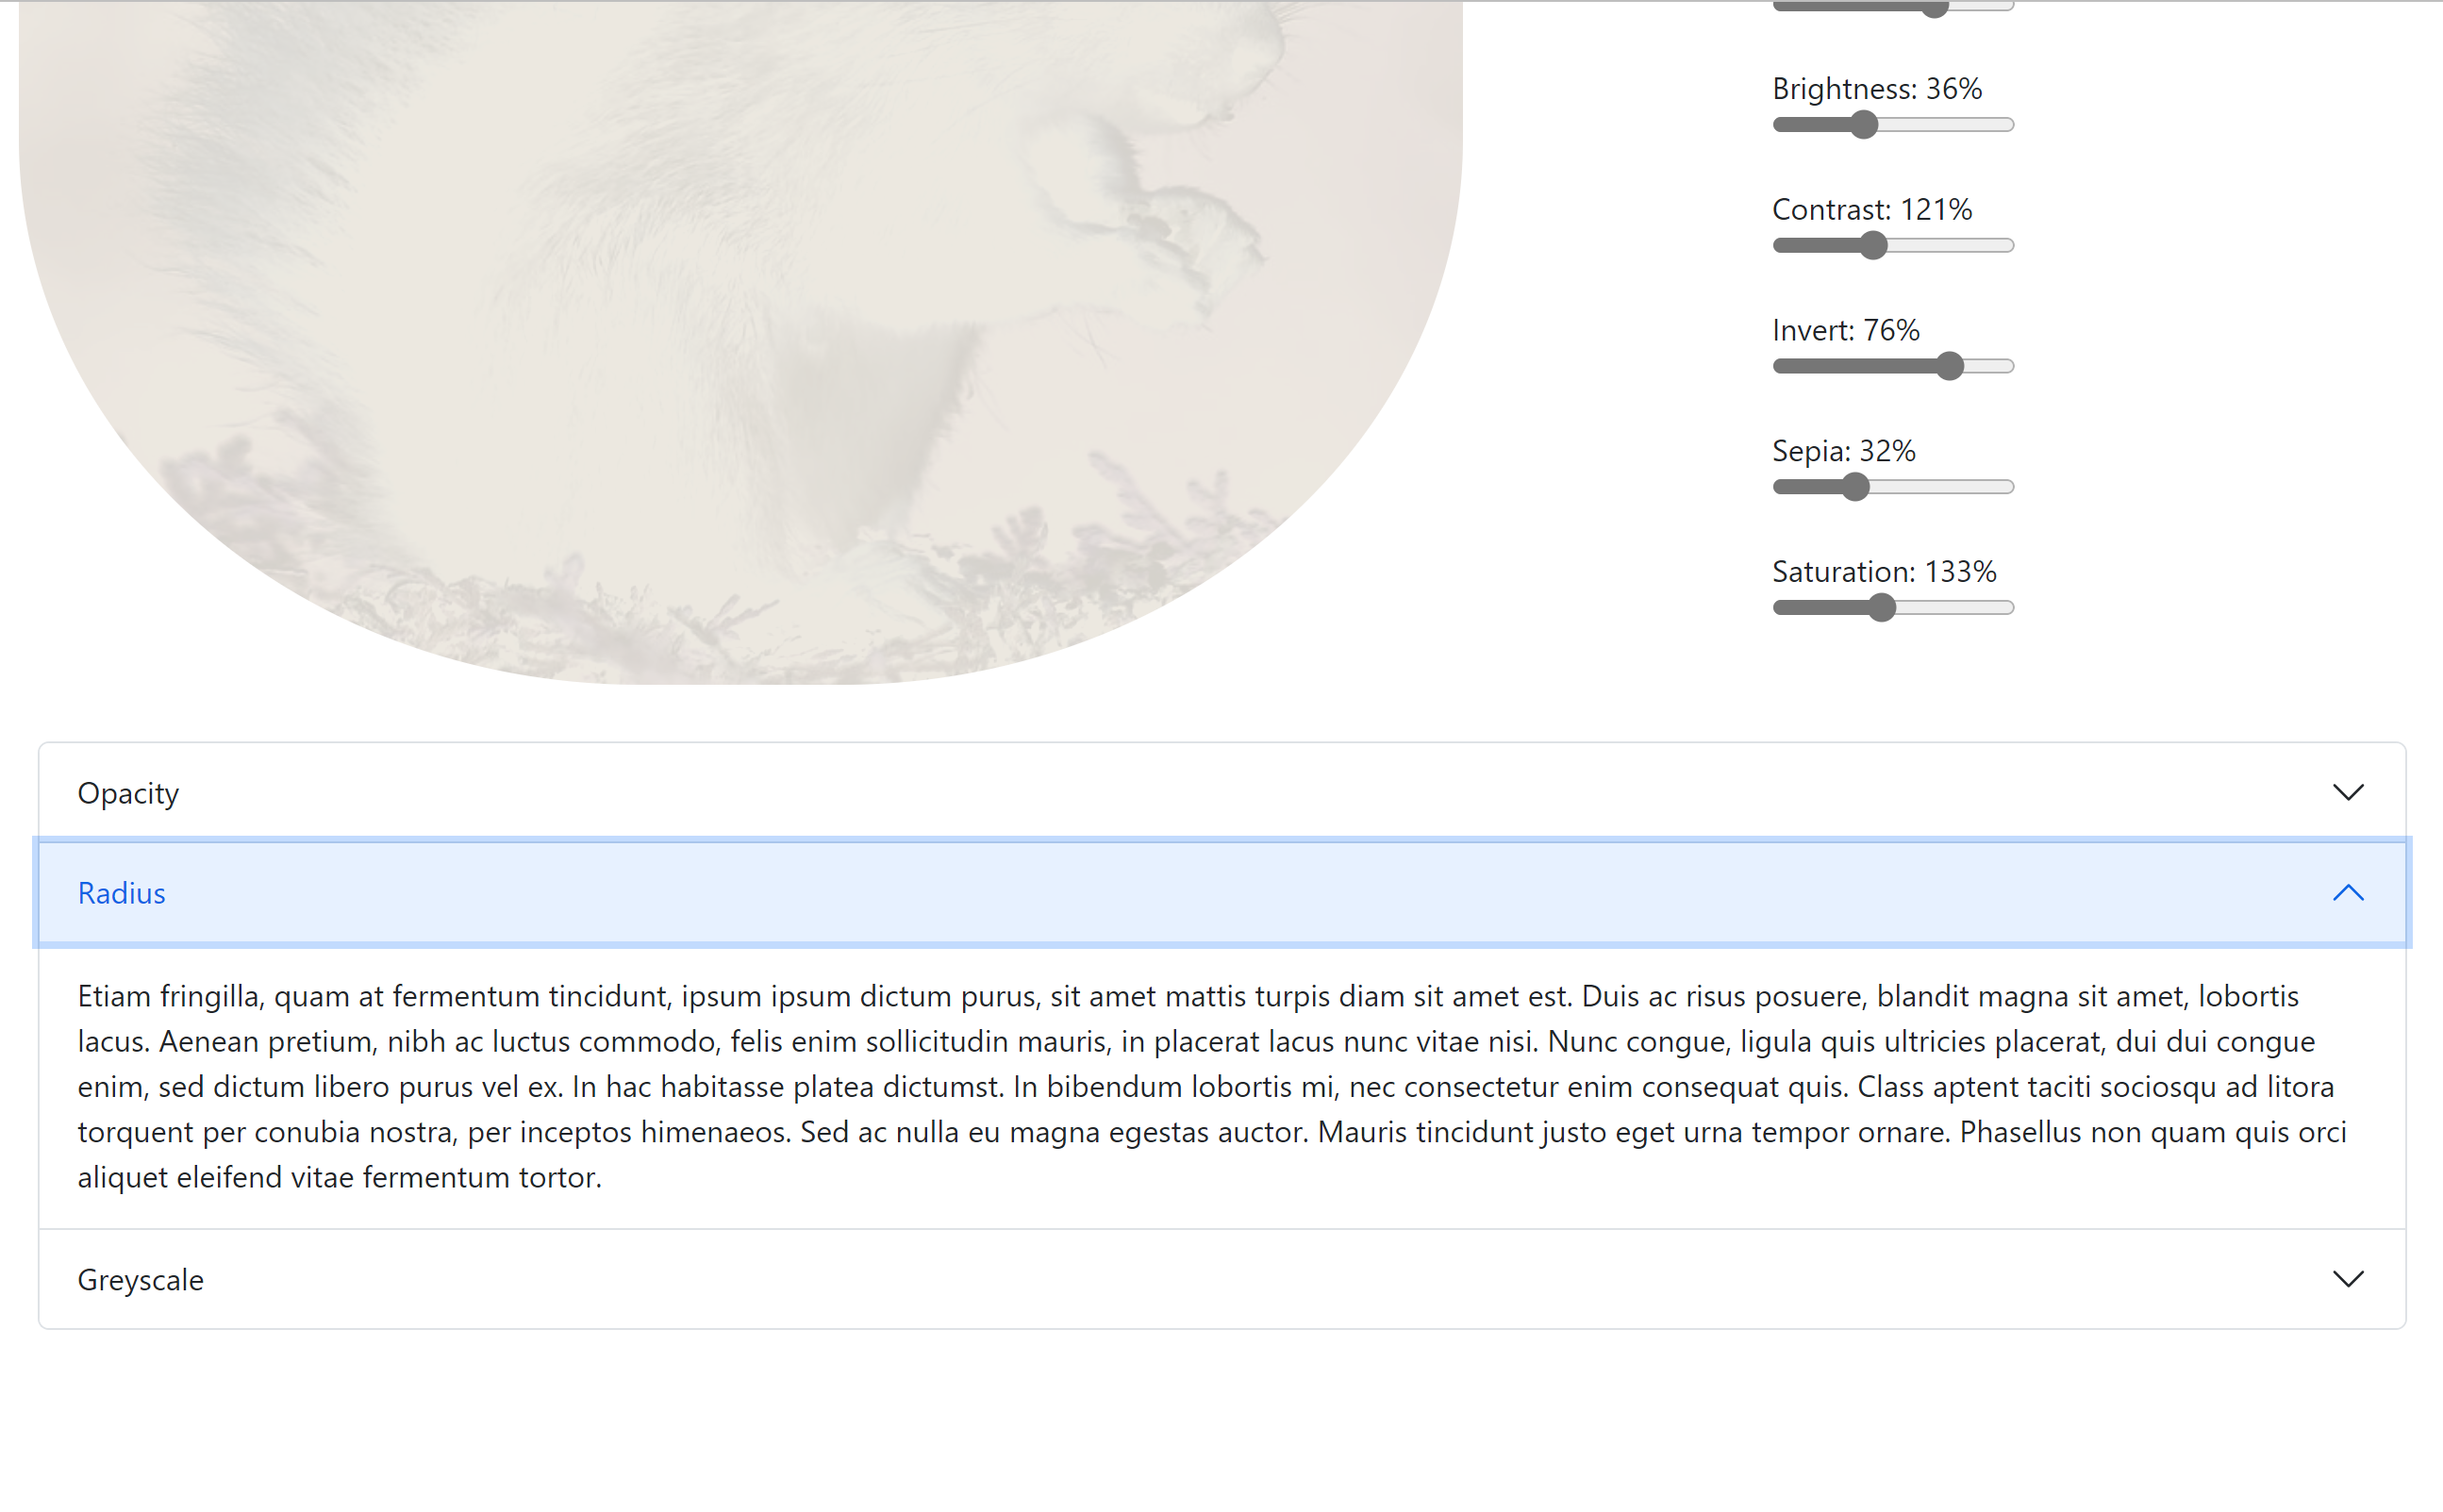 Brightness: 36%
Contrast: 121%
Invert: 76%
Sepia: 32%
Saturation: 133%
Opacity
Radius
Etiam fringilla, quam at fermentum tincidunt, ipsum ipsum dictum purus, sit amet mattis turpis diam sit amet est. Duis ac risus posuere, blandit magna sit amet, lobortis
lacus. Aenean pretium, nibh ac luctus commodo, felis enim sollicitudin mauris, in placerat lacus nunc vitae nisi. Nunc congue, ligula quis ultricies placerat, dui dui congue
enim, sed dictum libero purus vel ex. In hac habitasse platea dictumst. In bibendum lobortis mi, nec consectetur enim consequat quis. Class aptent taciti sociosqu ad litora
torquent per conubia nostra, per inceptos himenaeos. Sed ac nulla eu magna egestas auctor. Mauris tincidunt justo eget urna tempor ornare. Phasellus non quam quis orci
aliquet eleifend vitae fermentum tortor.
Greyscale